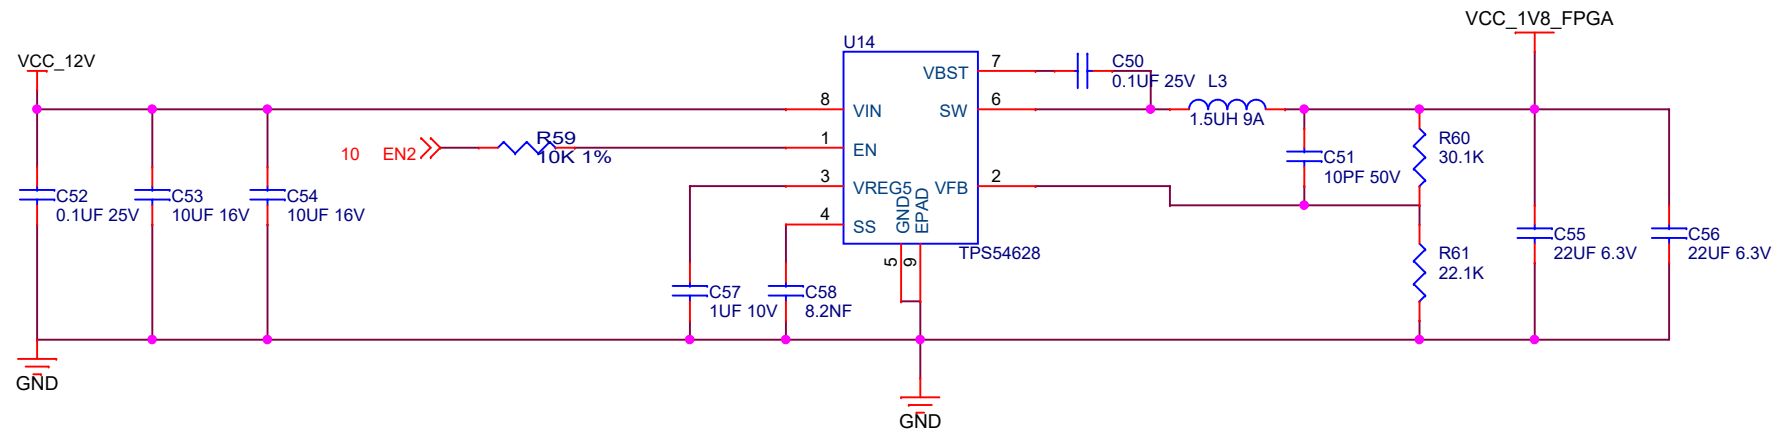 VCC_1V8_FPGA
VCC_12V
U14
7
VBST
C50
0.1UF 25V
L3
8
VIN
SW
6
1.5UH 9A
10
EN2
R59
10K 1%
1
EN
C51
10PF 50V
R60
30.1K
3
VREG5
VFB
2
C52
0.1UF 25V
C53
10UF 16V
C54
10UF 16V
4
SS
GND
EPAD
5
9
TPS54628
R61
22.1K
C55
22UF 6.3V
C56
22UF 6.3V
C57
1UF 10V
C58
8.2NF
GND
GND